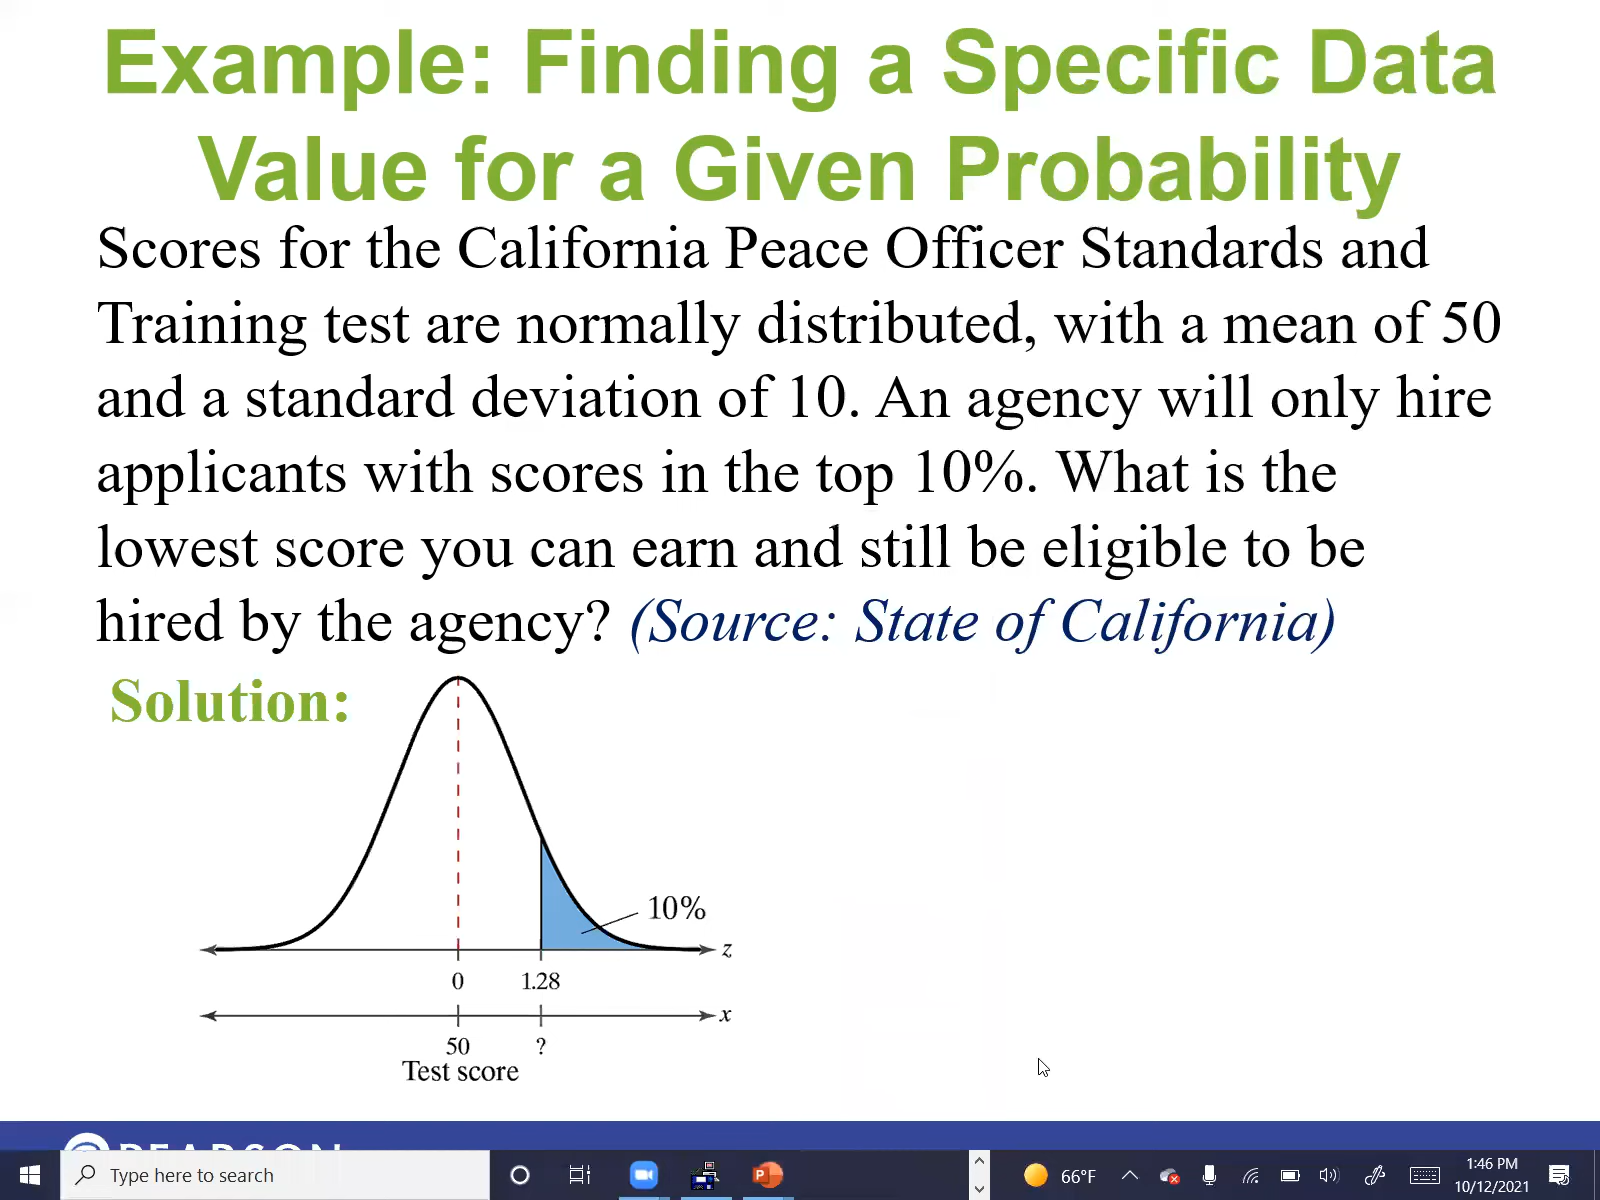 Example: Finding a Specific Data
Value for a Given Probability
Scores for the California Peace Officer Standards and
Training test are normally distributed, with a mean of 50
and a standard deviation of 10. An agency will only hire
applicants with scores in the top 10%. What is the
lowest score you can earn and still be eligible to be
hired by the agency? (Source: State of California)
Solution:
10%
z
0 1.28
x
50 ?
Test score
PEARSON
Type here to search
66°F
1:46 PM
10/12/2021